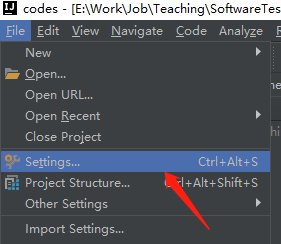 codes - [E:\Work\Job\Teaching\SoftwareTes
File Edit View Navigate Code Analyze
New
Open...
Open URL...
Open Recent
Close Project
Settings... Ctrl+Alt+S
Project Structure... Ctrl+Alt+Shift+S
Other Settings
Import Settings...